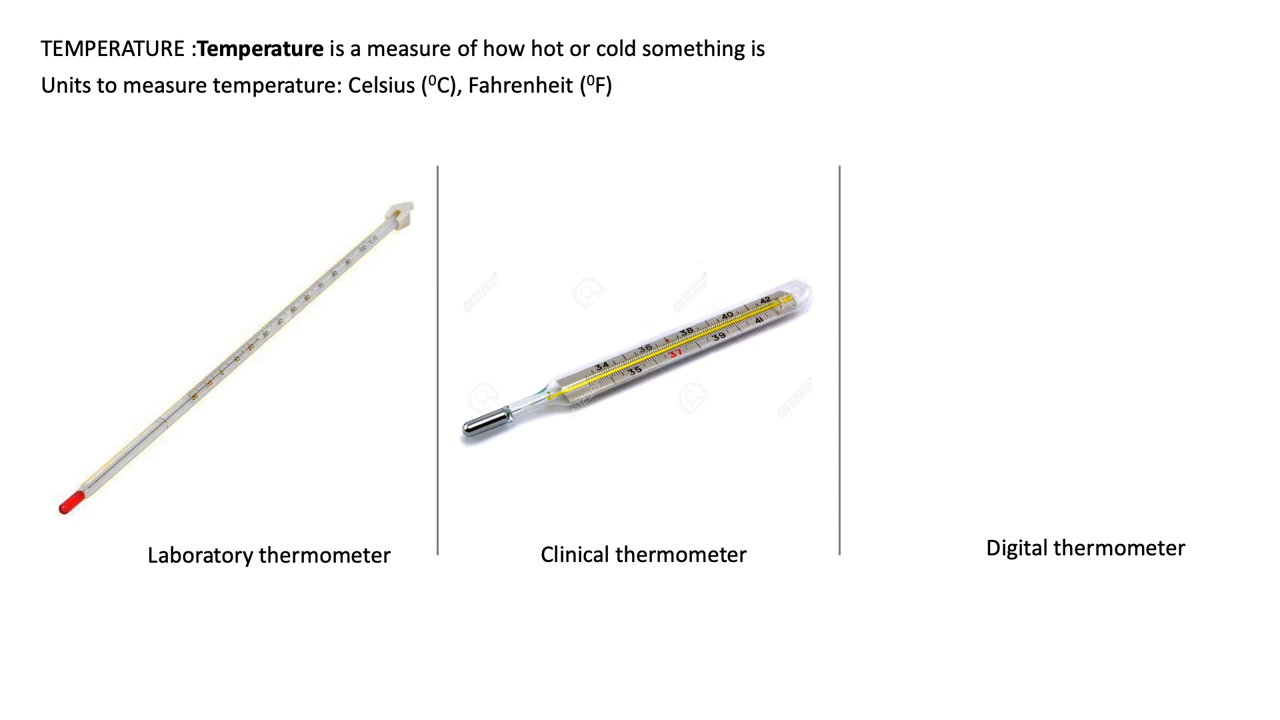 TEMPERATURE :Temperature is a measure of how hot or cold something is
Units to measure temperature: Celsius (⁰C), Fahrenheit (⁰F)
34 36 38 40 42
35 37 39 41
Laboratory thermometer
Clinical thermometer
Digital thermometer